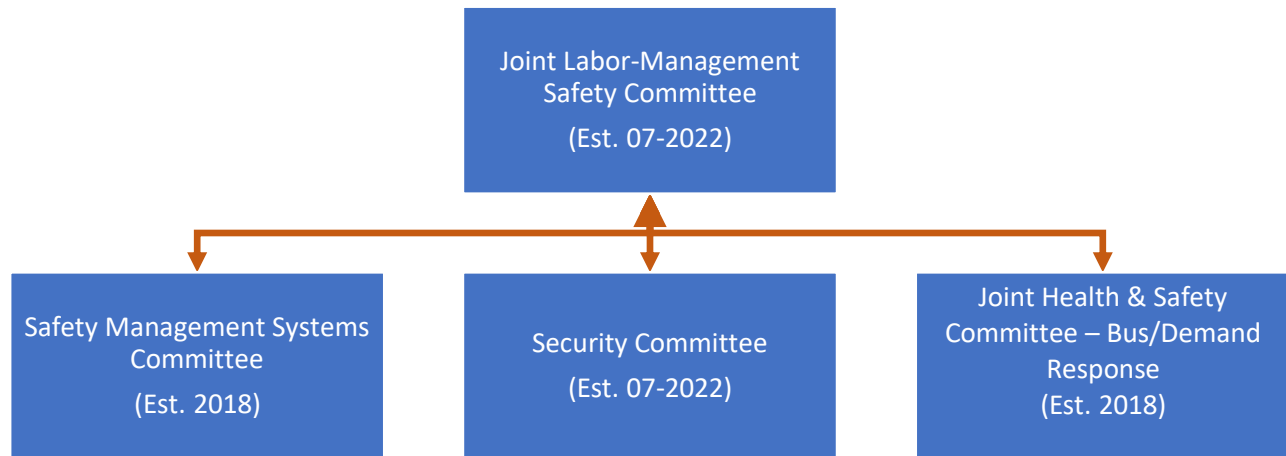 Joint Labor-Management
Safety Committee
(Est. 07-2022)
Safety Management Systems
Committee
(Est. 2018)
Security Committee
(Est. 07-2022)
Joint Health & Safety
Committee – Bus/Demand
Response
(Est. 2018)